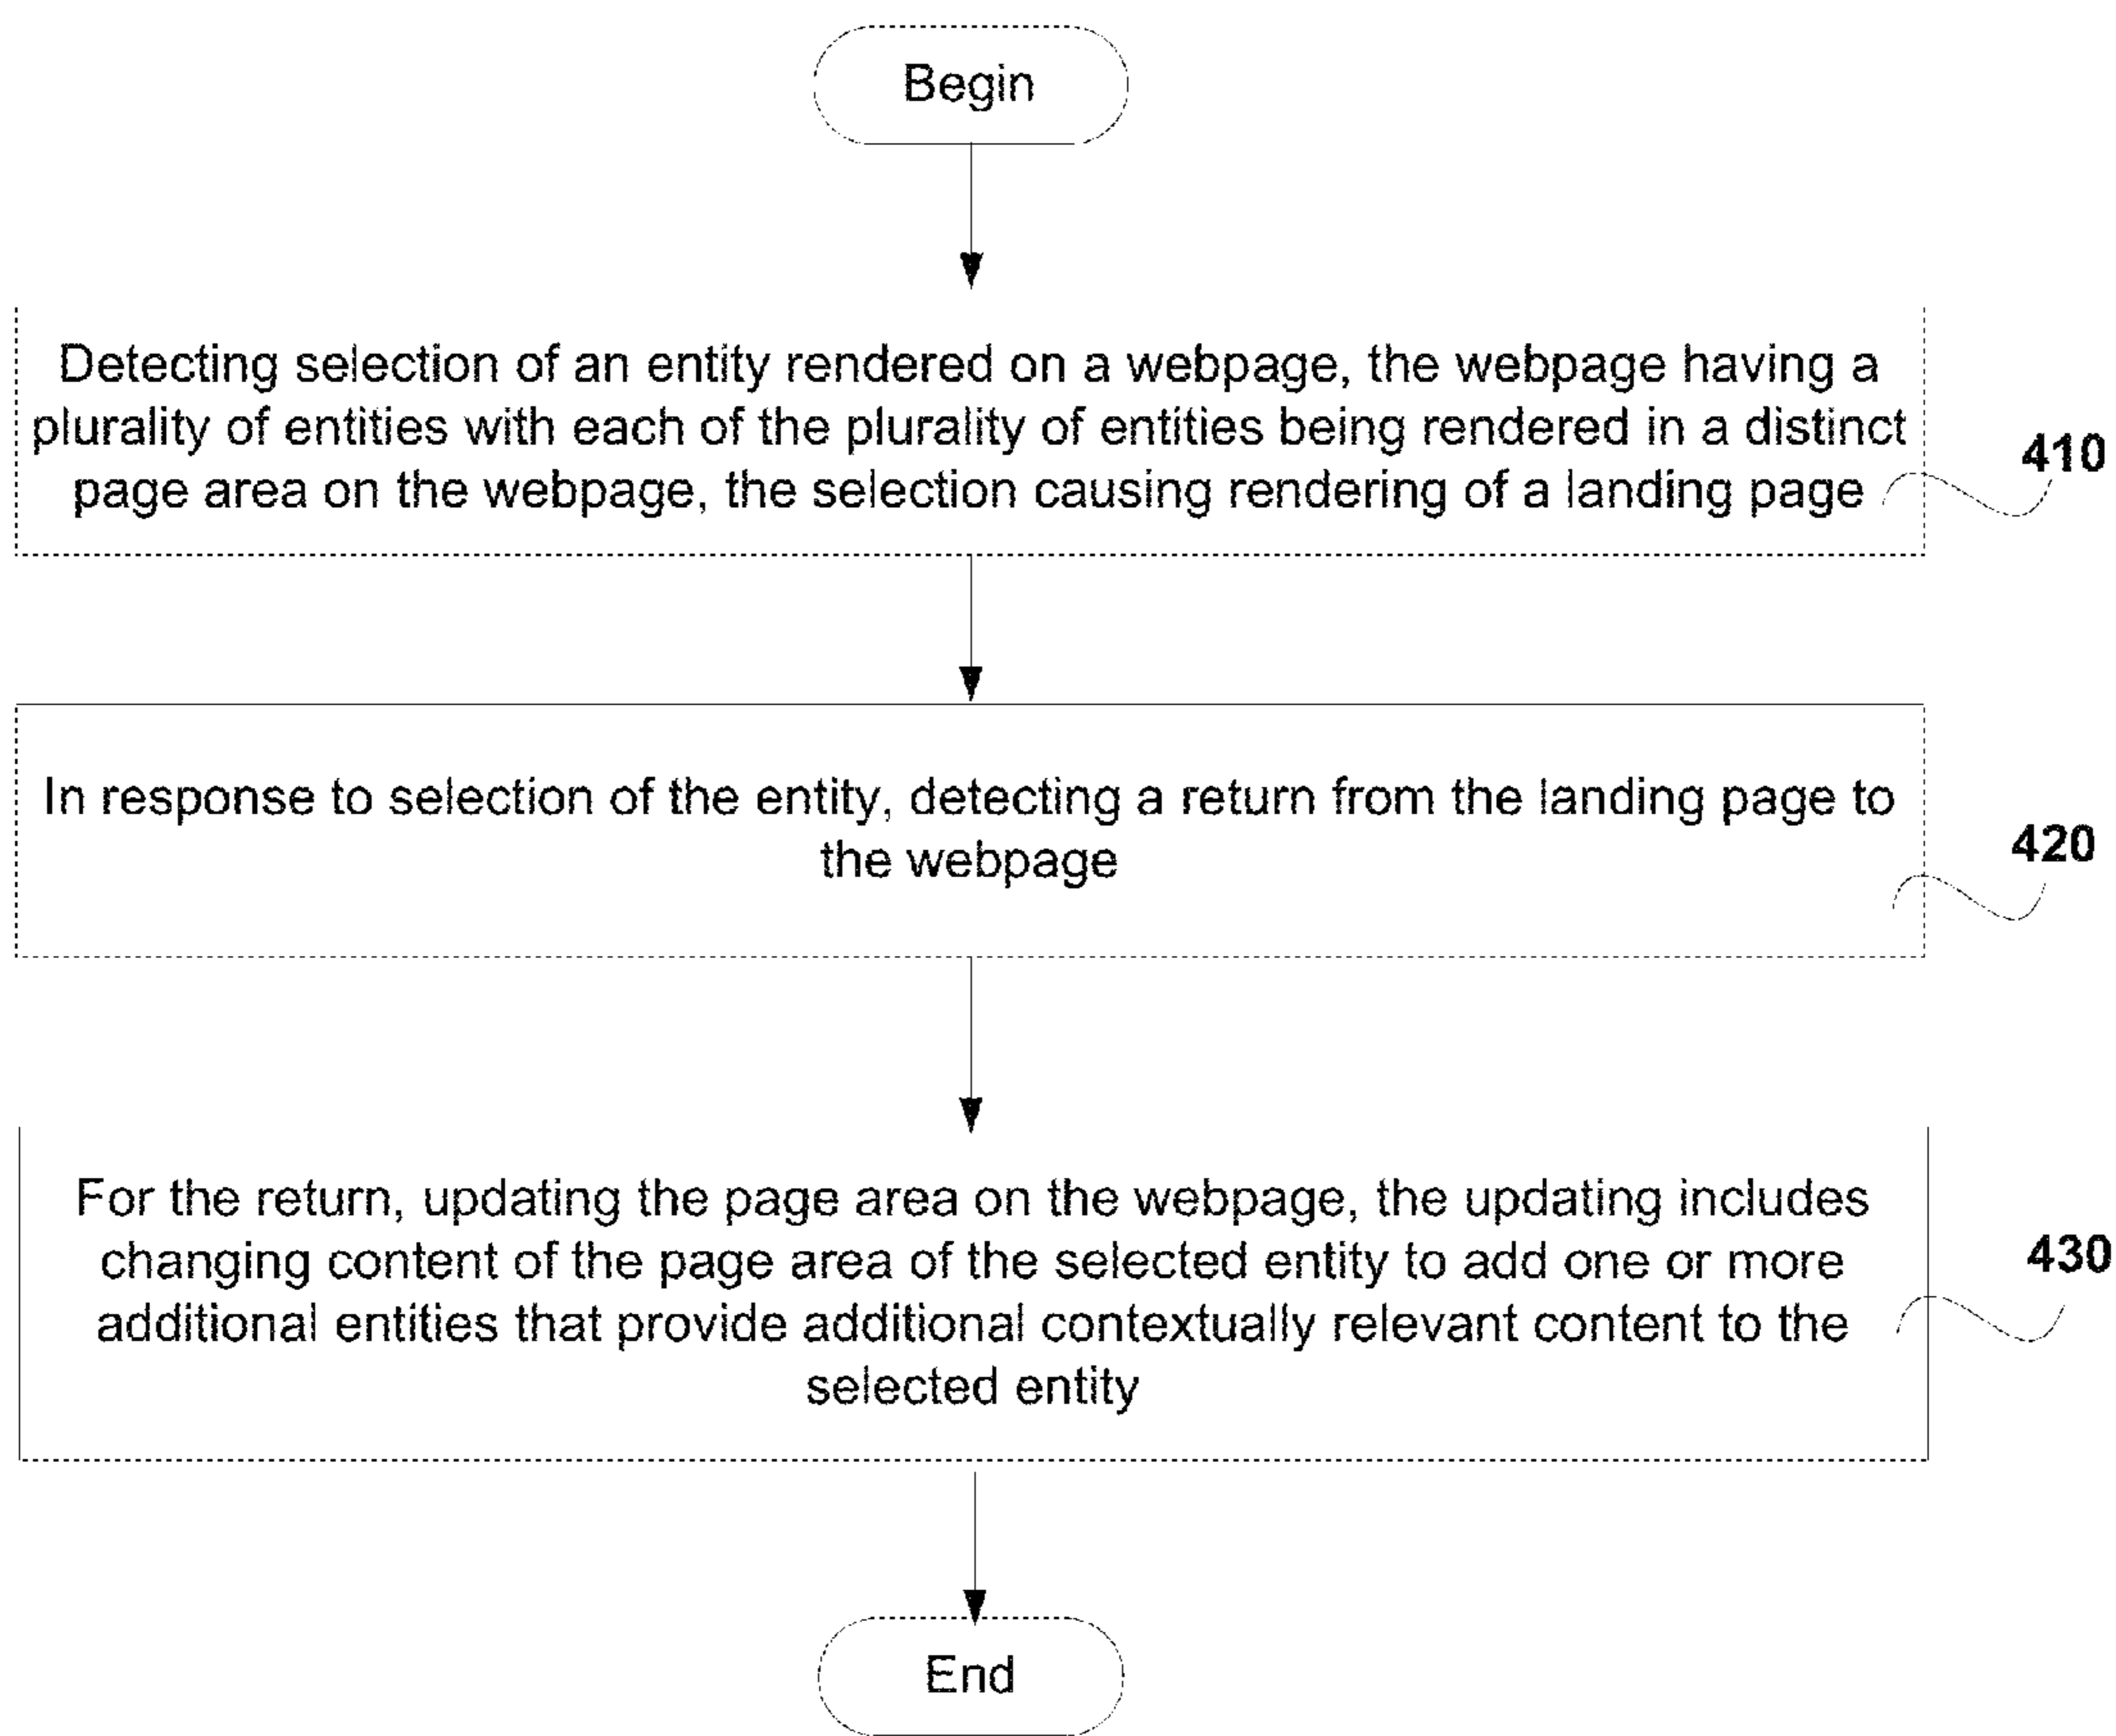 Begin
Detecting selection of an entity rendered on a webpage, the webpage having a
plurality of entities with each of the plurality of entities being rendered in a distinct
page area on the webpage, the selection causing rendering of a landing page
410
In response to selection of the entity, detecting a return from the landing page to
the webpage
420
For the return, updating the page area on the webpage, the updating includes
changing content of the page area of the selected entity to add one or more
additional entities that provide additional contextually relevant content to the
selected entity
430
End